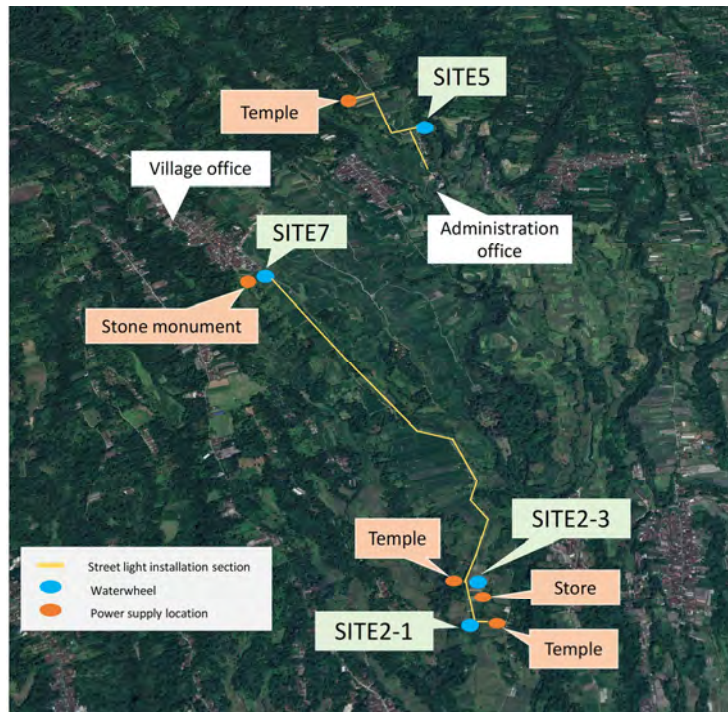 SITE5
Temple
Village office
Administration
office
SITE7
Stone monument
SITE2-3
Temple
Store
SITE2-1
Temple
Street light installation section
Waterwheel
Power supply location